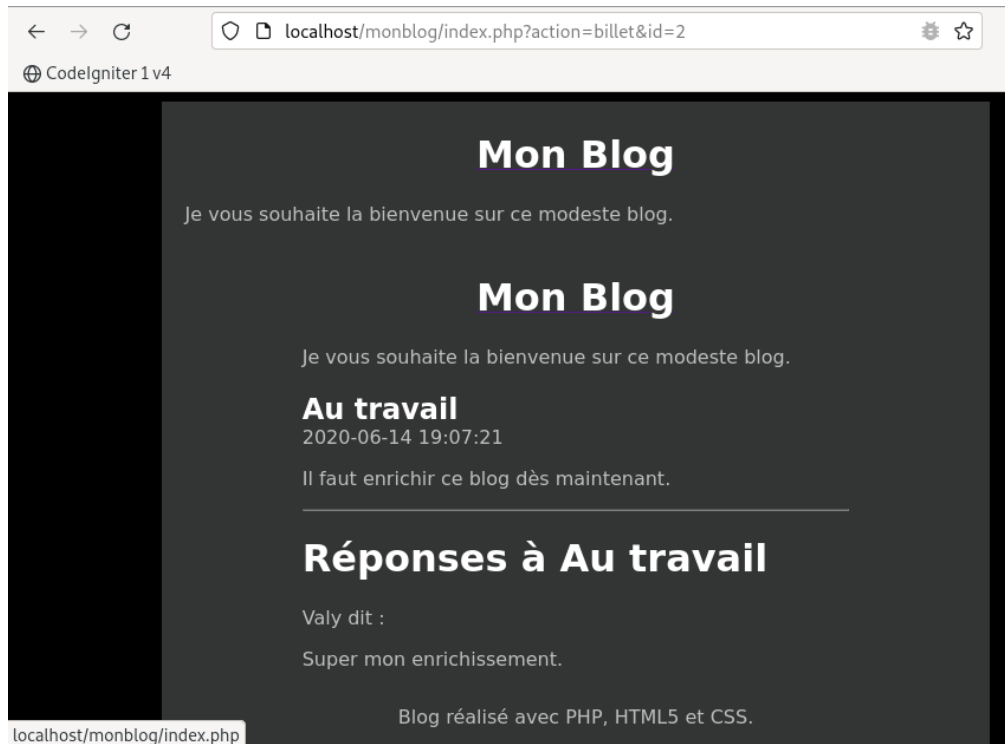 localhost/monblog/index.php?action=billet&id=2
CodeIgniter 1 v4
Mon Blog
Je vous souhaite la bienvenue sur ce modeste blog.
Mon Blog
Je vous souhaite la bienvenue sur ce modeste blog.
Au travail
2020-06-14 19:07:21
Il faut enrichir ce blog dès maintenant.
Réponses à Au travail
Valy dit :
Super mon enrichissement.
Blog réalisé avec PHP, HTML5 et CSS.
localhost/monblog/index.php